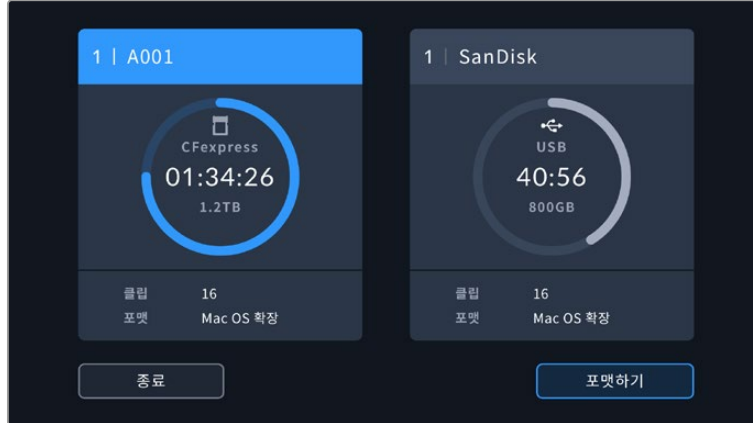 1 | A001
CFexpress
01:34:26
1.2TB
클립 16
포맷 Mac OS 확장
1 | SanDisk
USB
40:56
800GB
클립 16
포맷 Mac OS 확장
종료
포맷하기